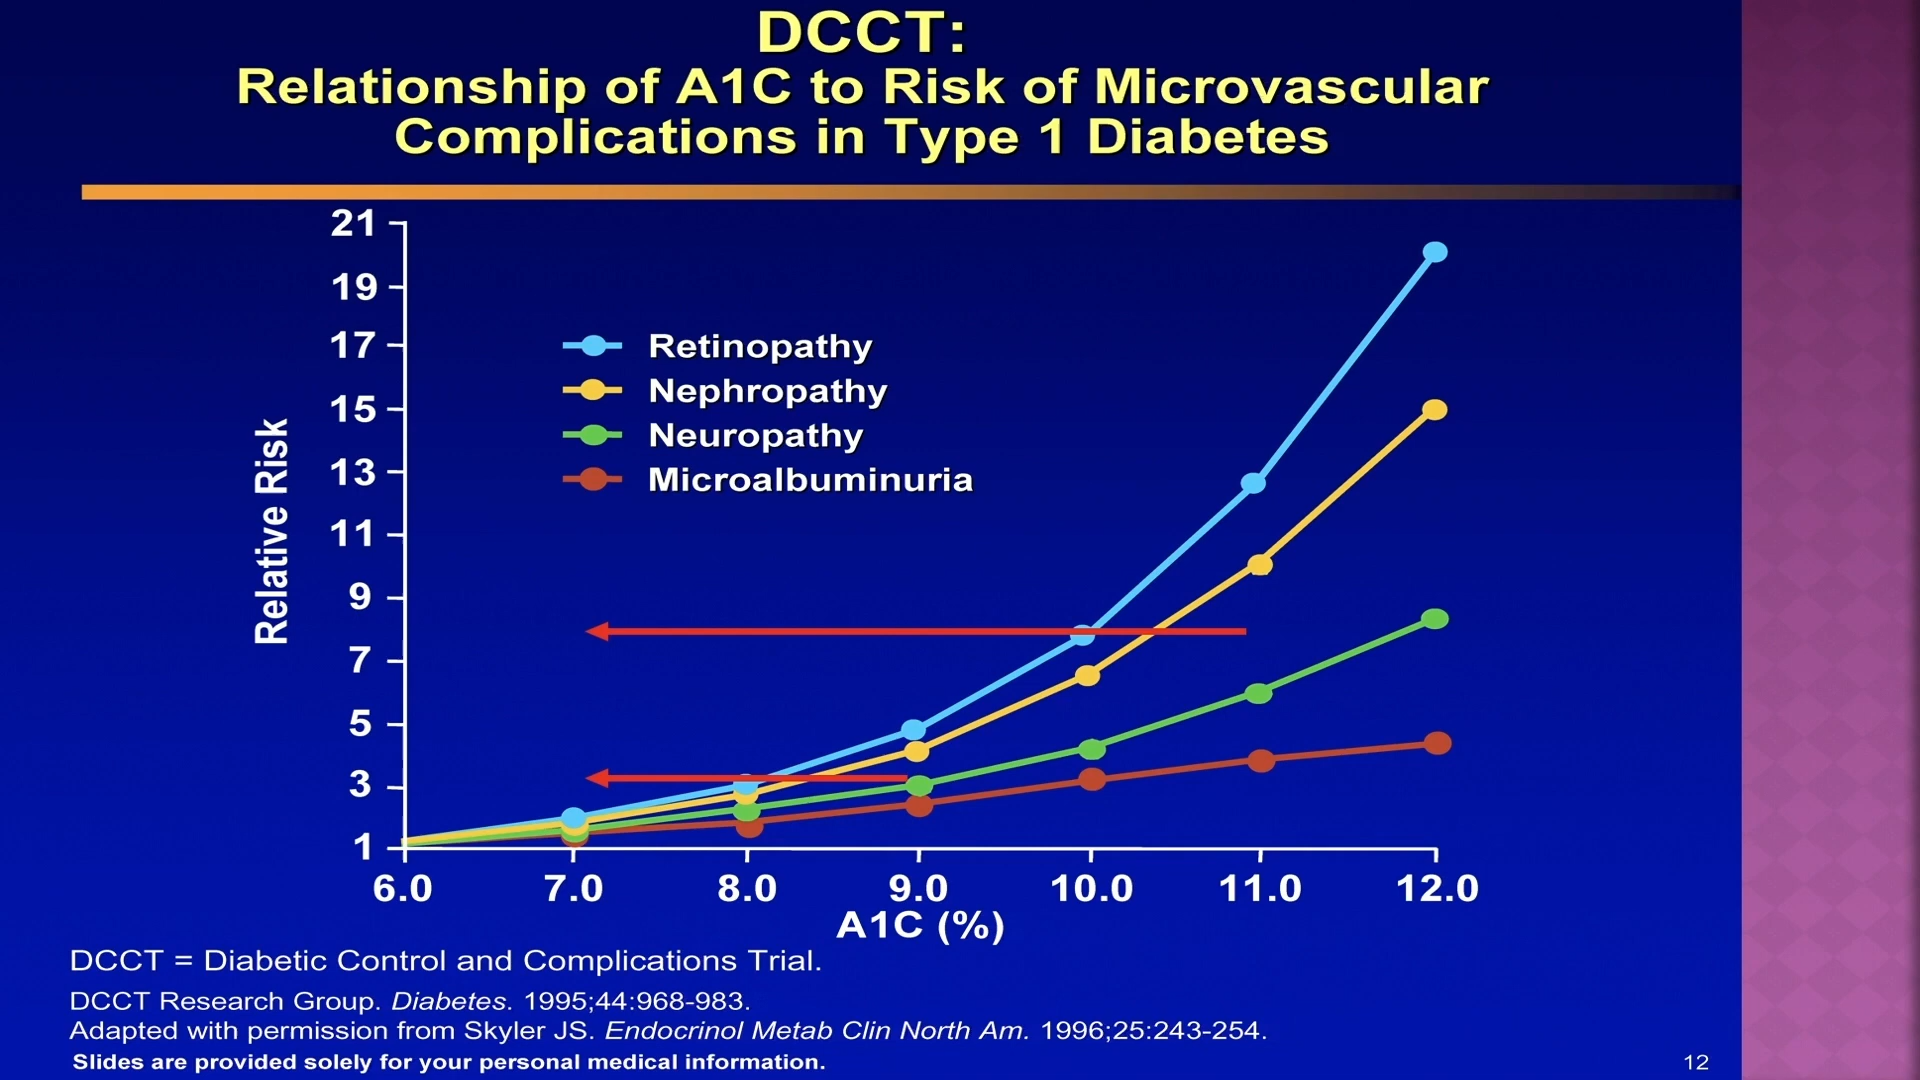 DCCT:
Relationship of A1C to Risk of Microvascular
Complications in Type 1 Diabetes
21
19
17
15
13
11
9
7
5
3
1
Relative Risk
Retinopathy
Nephropathy
Neuropathy
Microalbuminuria
6.0 7.0 8.0 9.0 10.0 11.0 12.0
A1C (%)
DCCT = Diabetic Control and Complications Trial.
DCCT Research Group. Diabetes. 1995;44:968-983.
Adapted with permission from Skyler JS. Endocrinol Metab Clin North Am. 1996;25:243-254.
Slides are provided solely for your personal medical information.
12